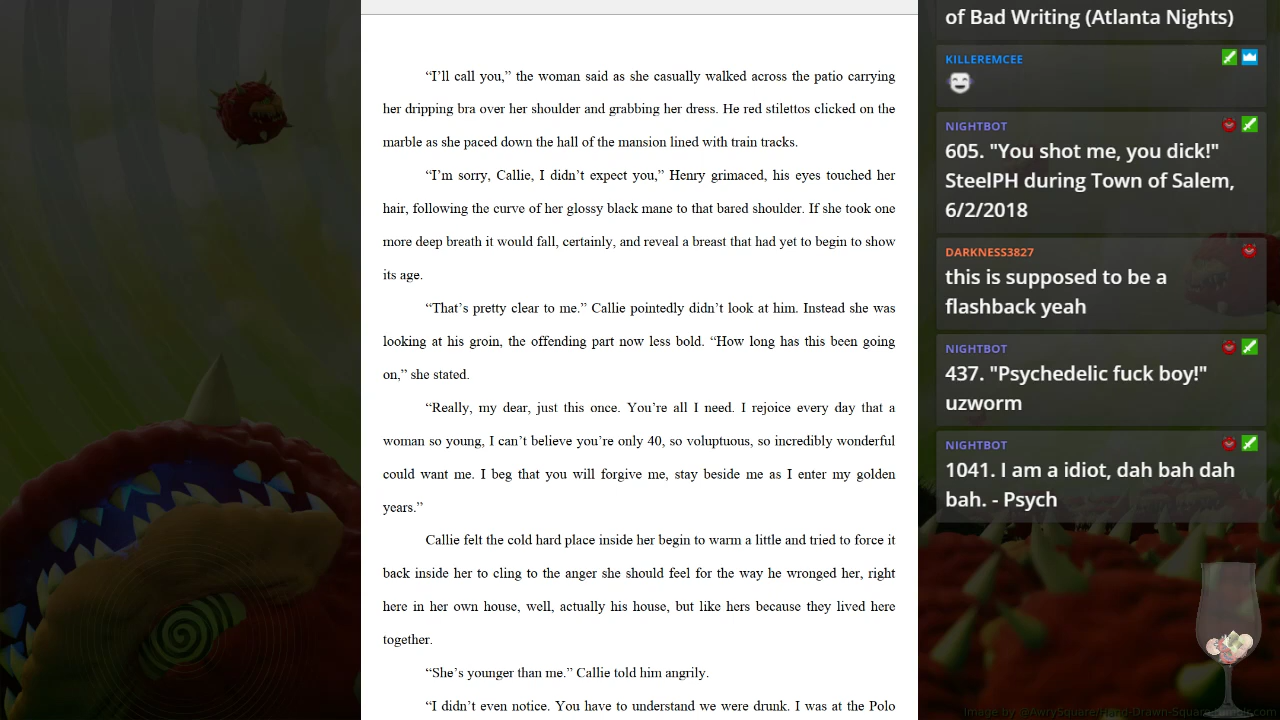 “I’ll call you,” the woman said as she casually walked across the patio carrying
her dripping bra over her shoulder and grabbing her dress. He red stilettos clicked on the
marble as she paced down the hall of the mansion lined with train tracks.
“I’m sorry, Callie, I didn’t expect you,” Henry grimaced, his eyes touched her
hair, following the curve of her glossy black mane to that bared shoulder. If she took one
more deep breath it would fall, certainly, and reveal a breast that had yet to begin to show
its age.
“That’s pretty clear to me.” Callie pointedly didn’t look at him. Instead she was
looking at his groin, the offending part now less bold. “How long has this been going
on,” she stated.
“Really, my dear, just this once. You’re all I need. I rejoice every day that a
woman so young, I can’t believe you’re only 40, so voluptuous, so incredibly wonderful
could want me. I beg that you will forgive me, stay beside me as I enter my golden
years.”
Callie felt the cold hard place inside her begin to warm a little and tried to force it
back inside her to cling to the anger she should feel for the way he wronged her, right
here in her own house, well, actually his house, but like hers because they lived here
together.
“She’s younger than me.” Callie told him angrily.
“I didn’t even notice. You have to understand we were drunk. I was at the Polo
of Bad Writing (Atlanta Nights)
KILLEREMCEE
NIGHTBOT
605. "You shot me, you dick!"
SteelPH during Town of Salem,
6/2/2018
DARKNESS3827
this is supposed to be a
flashback yeah
NIGHTBOT
437. "Psychedelic fuck boy!"
uzworm
NIGHTBOT
1041. I am a idiot, dah bah dah
bah. - Psych
Image by: @AwrySquare/Hand-Drawn-Square.tumblr.com